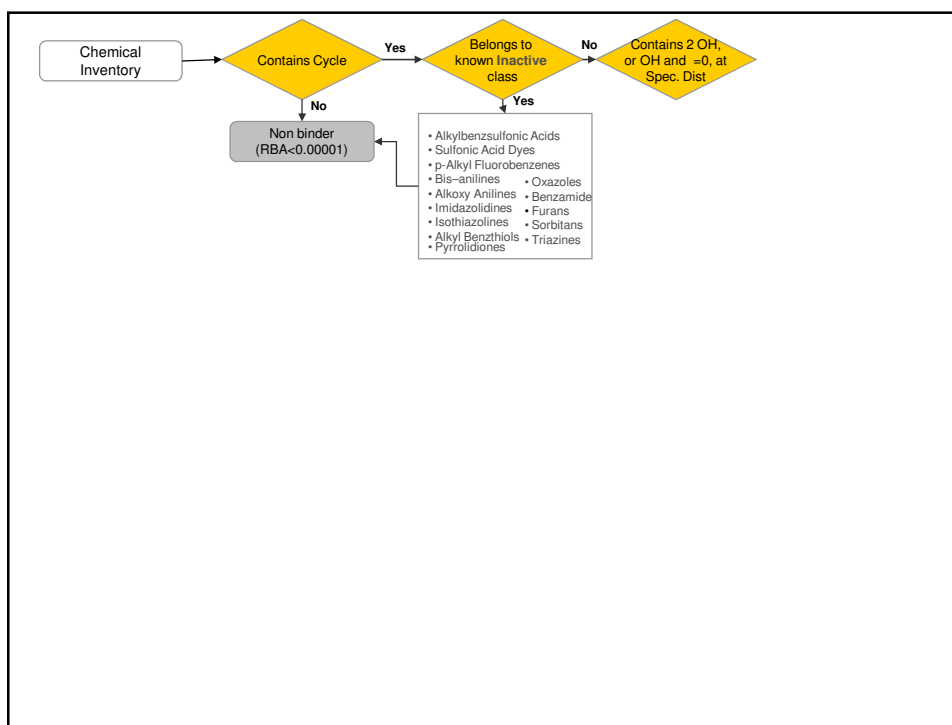 Chemical
Inventory
Contains Cycle
Yes
Belongs to
known Inactive
class
No
Contains 2 OH,
or OH and =0, at
Spec. Dist
No
Yes
Non binder
(RBA<0.00001)
• Alkylbenzsulfonic Acids
• Sulfonic Acid Dyes
• p-Alkyl Fluorobenzenes
• Bis–anilines
• Alkoxy Anilines
• Imidazolidines
• Isothiazolines
• Alkyl Benzthiols
• Pyrrolidiones
• Oxazoles
• Benzamide
• Furans
• Sorbitans
• Triazines